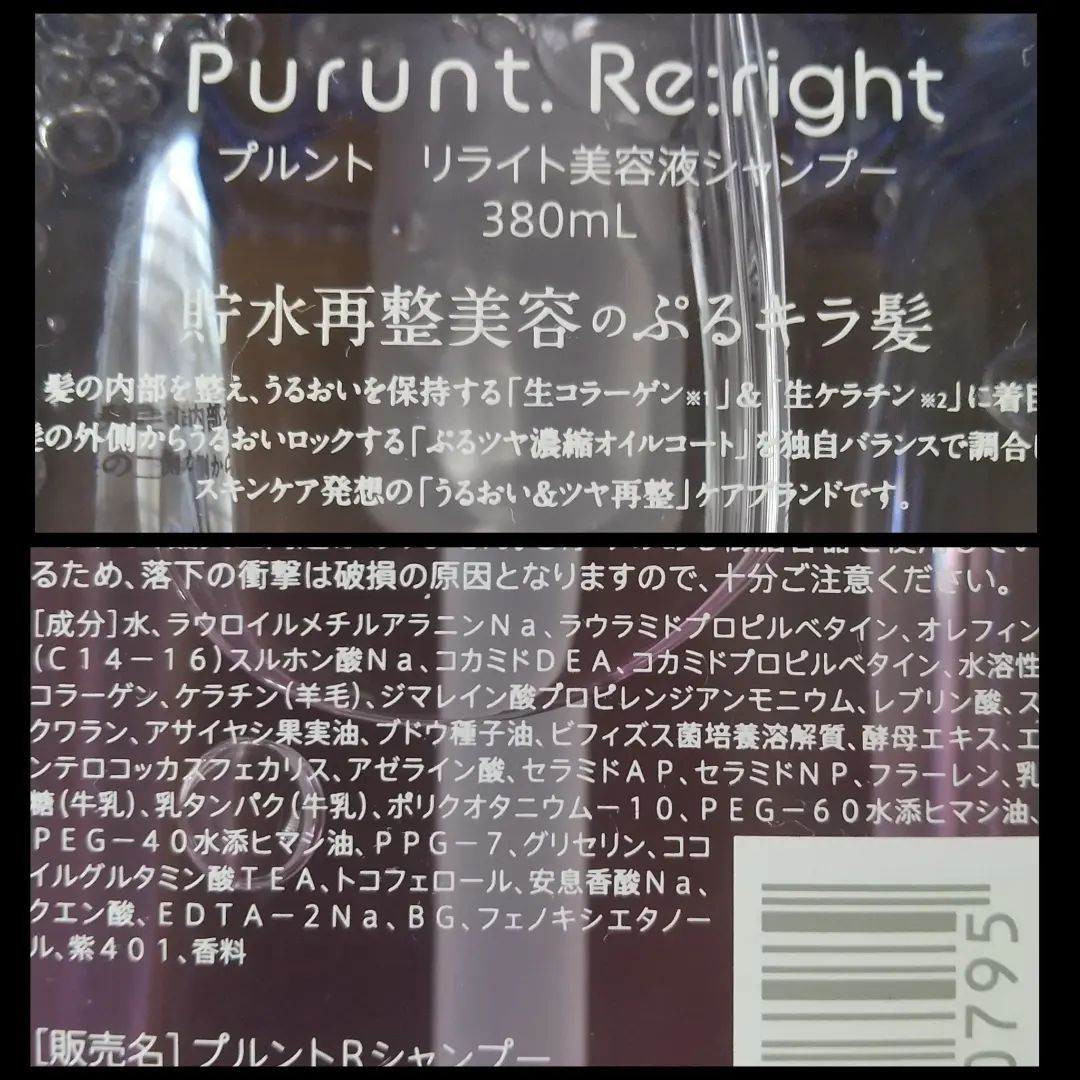 Purunt. Re:right
プルント　リライト美容液シャンプー
380mL
貯水再整美容のぷるキラ髪
髪の内部を整え、うるおいを保持する「生コラーゲン※1」&「生ケラチン※2」に着目
の外側からうるおいロックする「ぷるツヤ濃縮オイルコート」を独自バランスで調合
スキンケア発想の「うるおい&ツヤ再整」ケアブランドです。
るため、落下の衝撃は破損の原因となりますので、十分ご注意ください。
[成分]水、ラウロイルメチルアラニンNa、ラウラミドプロピルベタイン、オレフィン
(C14−16)スルホン酸Na、コカミドDEA、コカミドプロピルベタイン、水溶性
コラーゲン、ケラチン(羊毛)、ジマレイン酸プロピレンジアンモニウム、レブリン酸、ス
クワラン、アサイヤシ果実油、ブドウ種子油、ビフィズス菌培養溶解質、酵母エキス、エ
ンテロコッカスフェカリス、アゼライン酸、セラミドAP、セラミドNP、フラーレン、乳
糖(牛乳)、乳タンパク(牛乳)、ポリクオタニウム−10、PEG−60水添ヒマシ油、
PEG−40水添ヒマシ油、PPG−7、グリセリン、ココ
イルグルタミン酸TEA、トコフェロール、安息香酸Na、
クエン酸、EDTA−2Na、BG、フェノキシエタノー
ル、紫401、香料
0795
[販売名]プルントRシャンプー